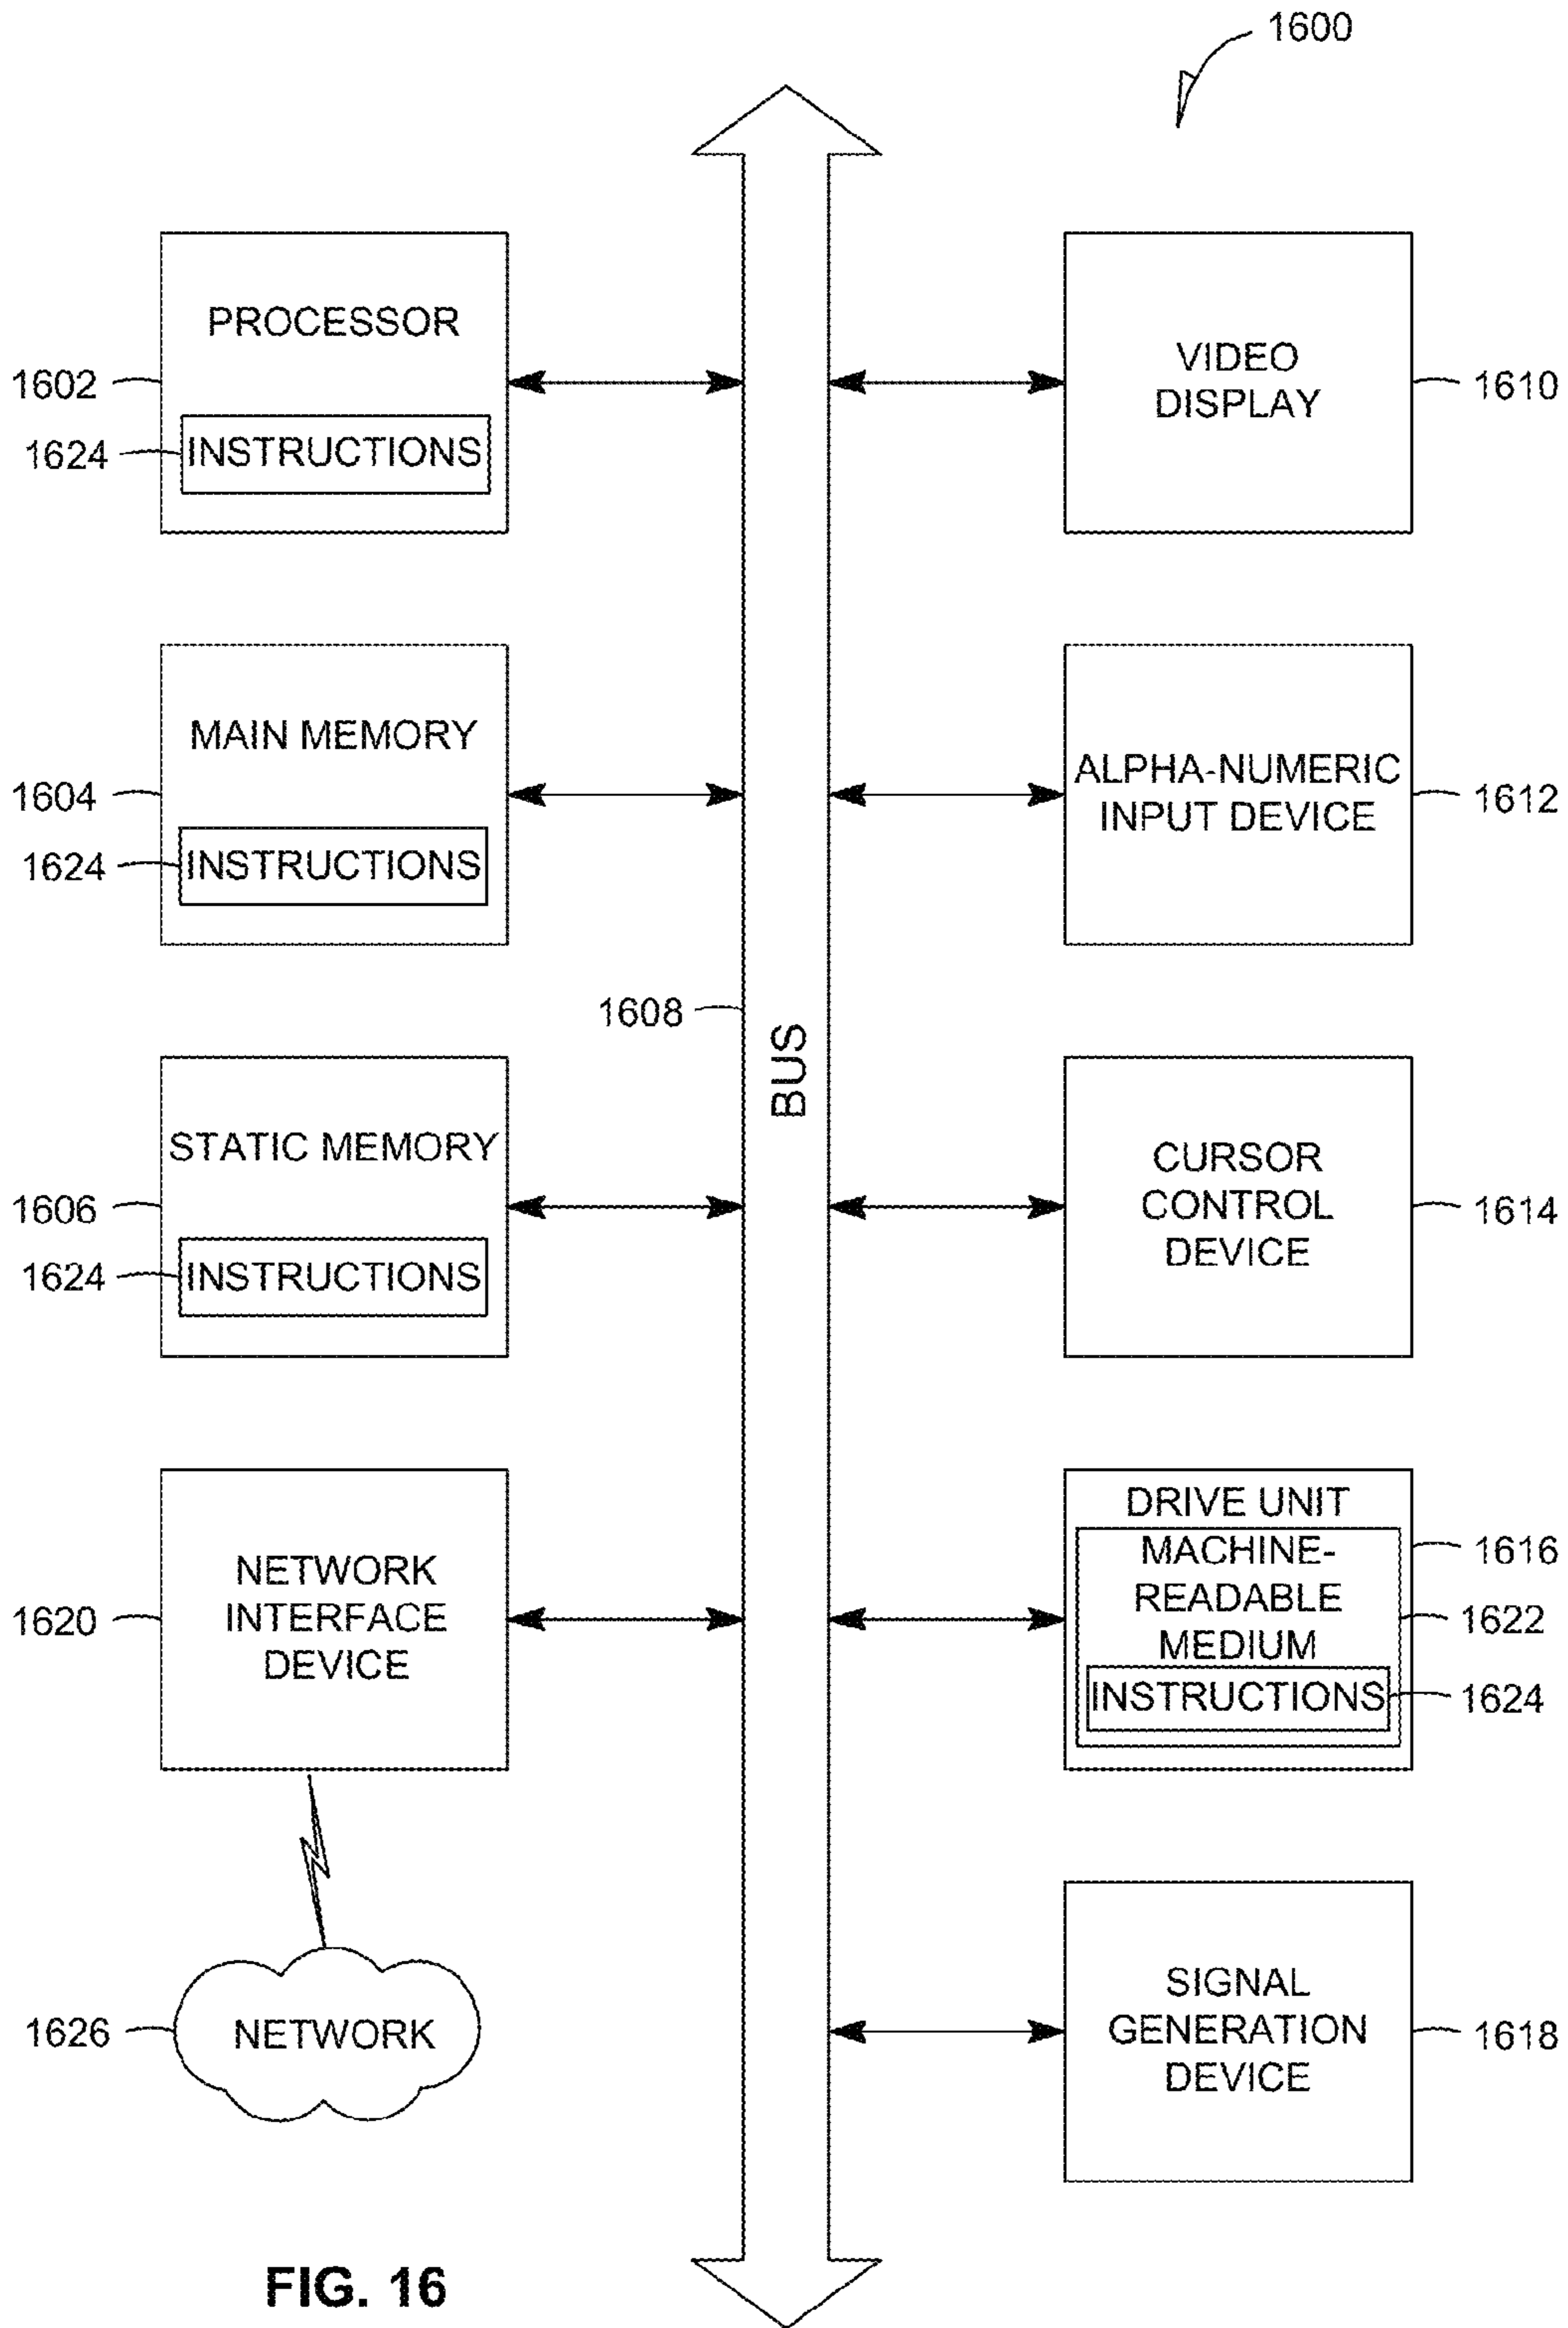 1600
PROCESSOR
1602
1624
INSTRUCTIONS
VIDEO
DISPLAY
1610
MAIN MEMORY
1604
1624
INSTRUCTIONS
ALPHA-NUMERIC
INPUT DEVICE
1612
1608
BUS
STATIC MEMORY
1606
1624
INSTRUCTIONS
CURSOR
CONTROL
DEVICE
1614
NETWORK
INTERFACE
DEVICE
1620
DRIVE UNIT
1616
MACHINE-
READABLE
MEDIUM
1622
INSTRUCTIONS
1624
1626
NETWORK
SIGNAL
GENERATION
DEVICE
1618
FIG. 16